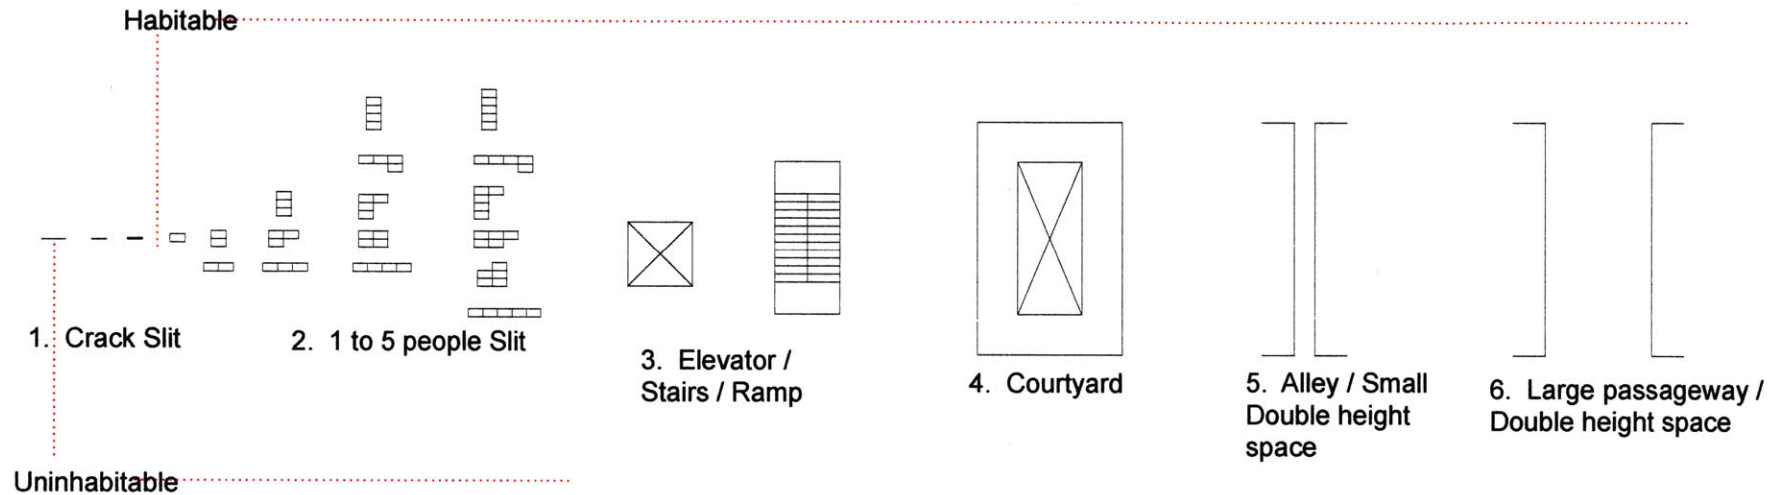 Habitable
1. Crack Slit
2. 1 to 5 people Slit
3. Elevator /
Stairs / Ramp
4. Courtyard
5. Alley / Small
Double height
space
6. Large passageway /
Double height space
Uninhabitable